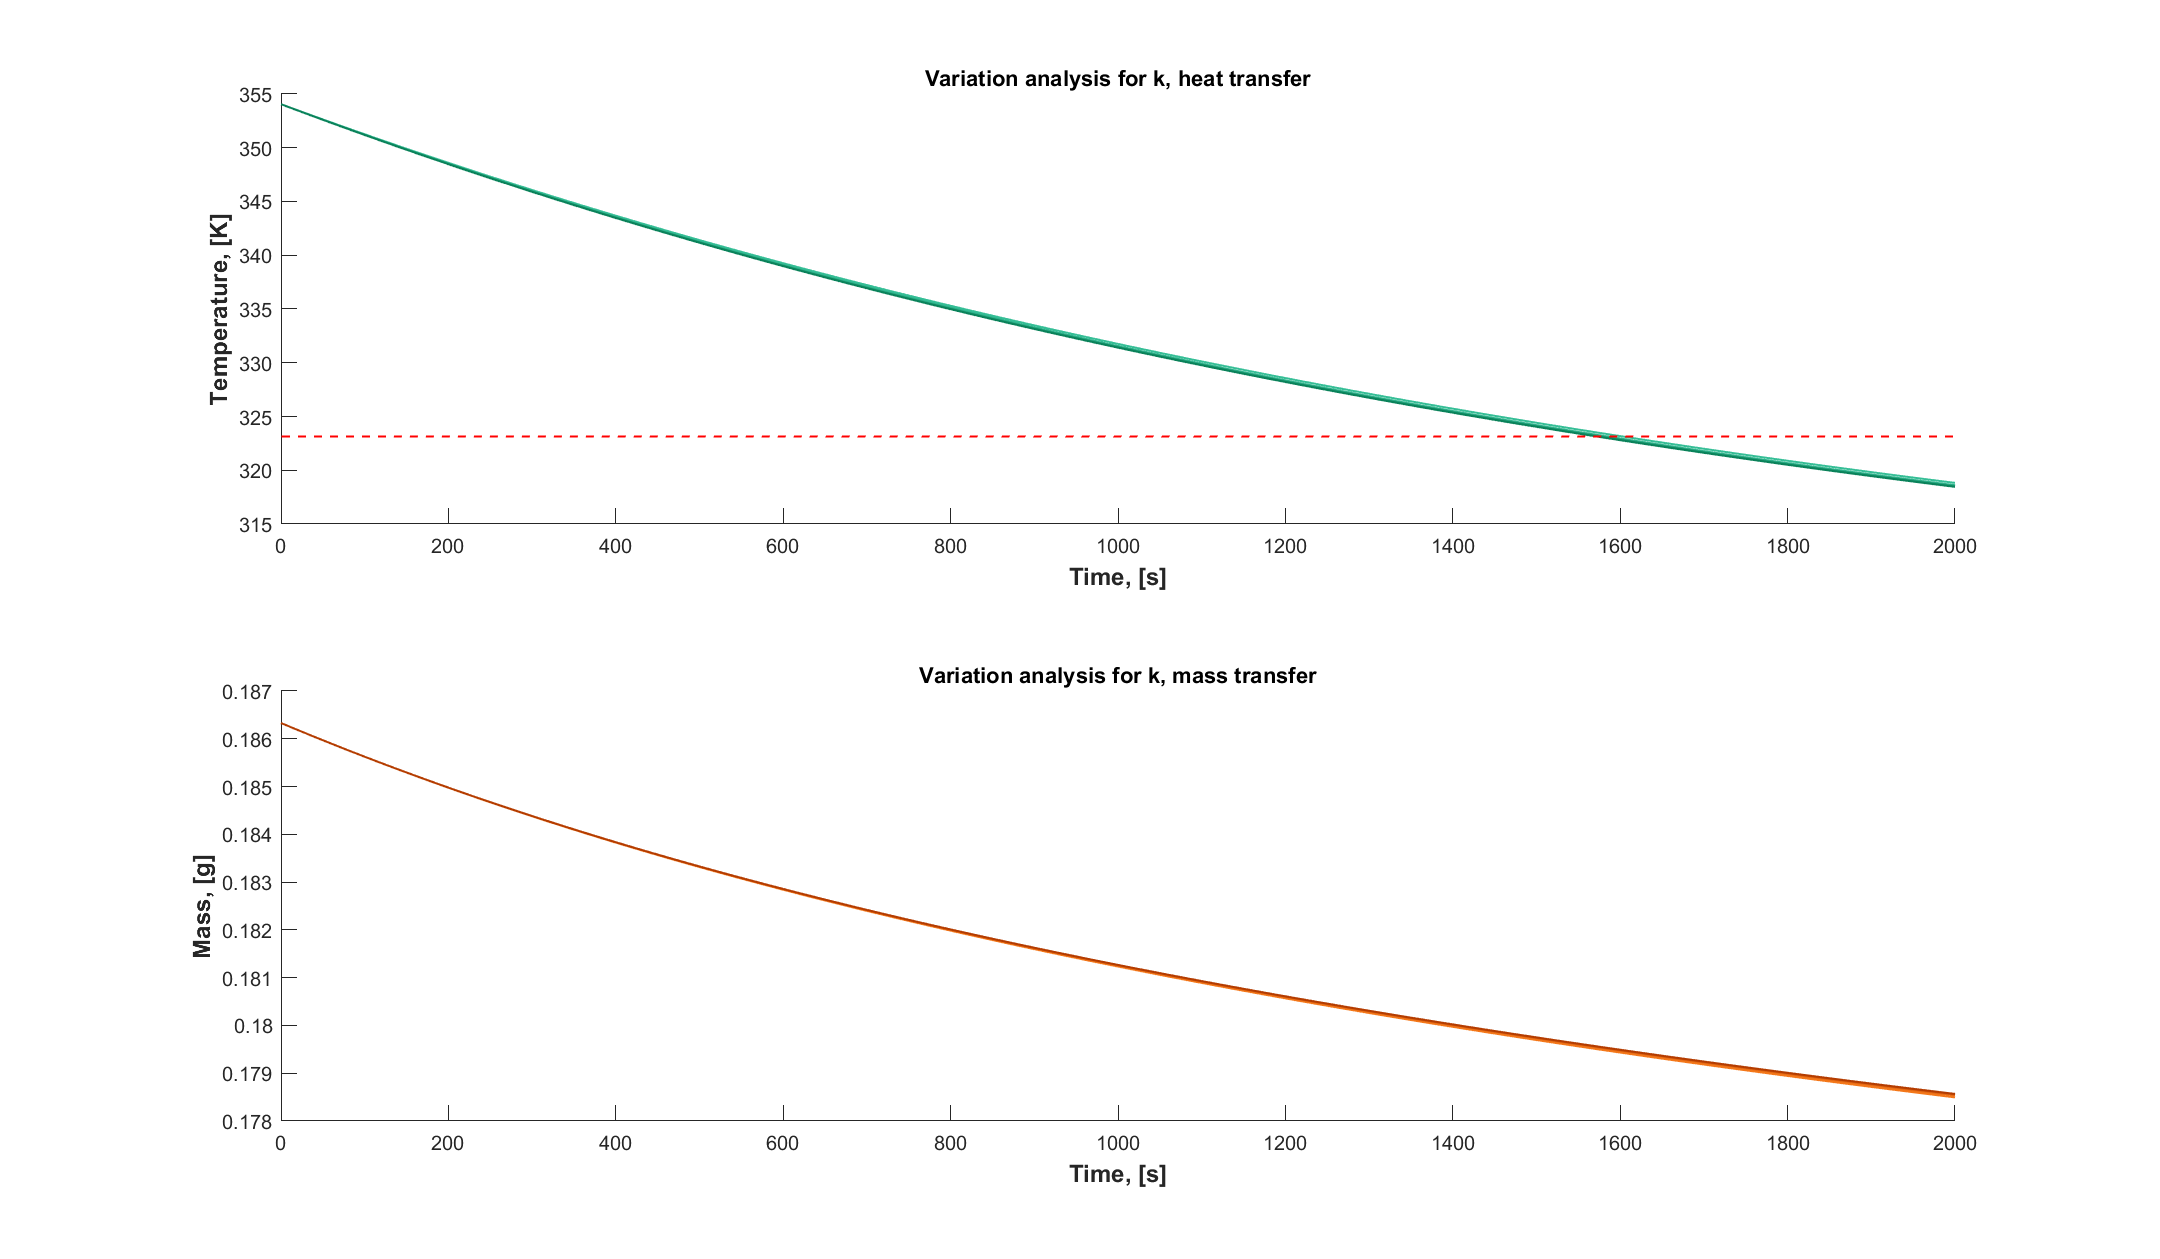 Variation analysis for k, heat transfer
355
350
345
340
335
330
325
320
315
Temperature, [K]
0 200 400 600 800 1000 1200 1400 1600 1800 2000
Time, [s]
Variation analysis for k, mass transfer
0.187
0.186
0.185
0.184
0.183
0.182
0.181
0.18
0.179
0.178
Mass, [g]
0 200 400 600 800 1000 1200 1400 1600 1800 2000
Time, [s]